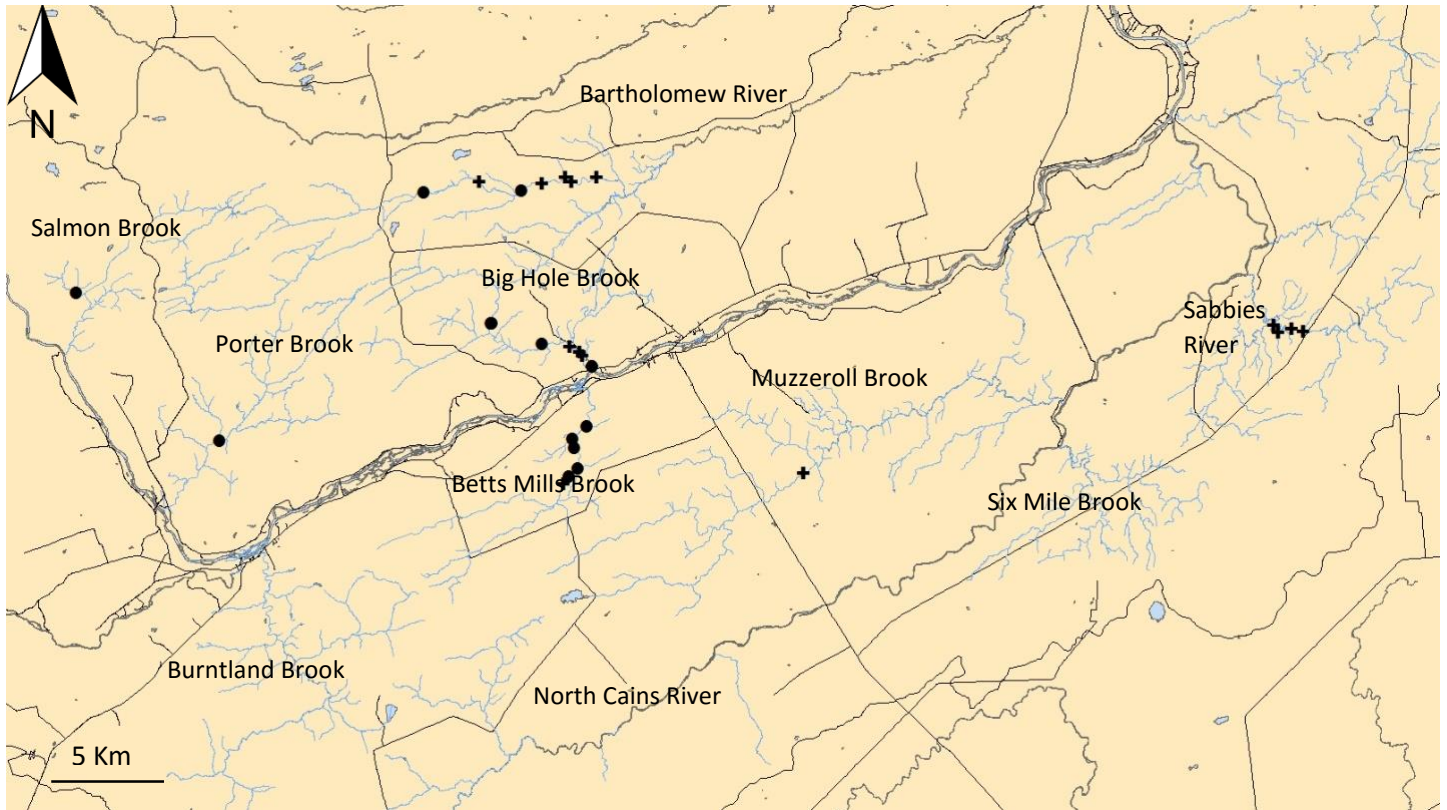 N
Bartholomew River
Salmon Brook
Big Hole Brook
Sabbies
River
Porter Brook
Muzzeroll Brook
Betts Mills Brook
Six Mile Brook
Burntland Brook
North Cains River
5 Km